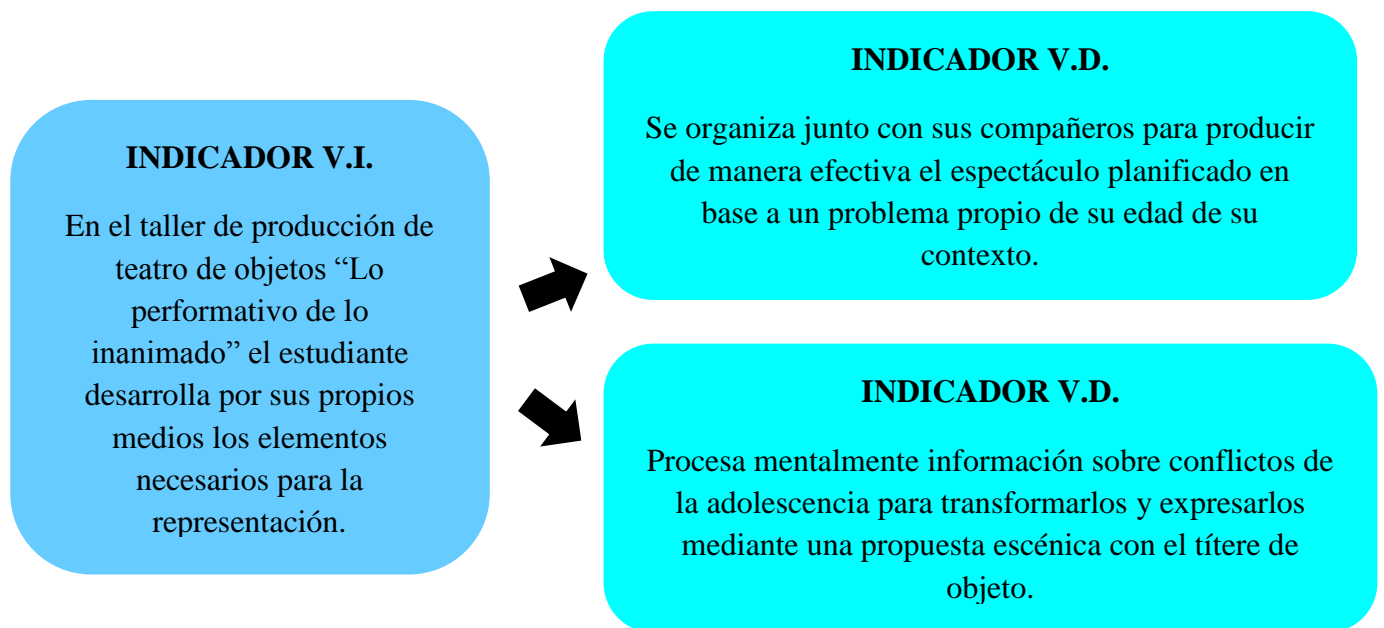 INDICADOR V.I.
En el taller de producción de
teatro de objetos “Lo
performativo de lo
inanimado” el estudiante
desarrolla por sus propios
medios los elementos
necesarios para la
representación.
INDICADOR V.D.
Se organiza junto con sus compañeros para producir
de manera efectiva el espectáculo planificado en
base a un problema propio de su edad de su
contexto.
INDICADOR V.D.
Procesa mentalmente información sobre conflictos de
la adolescencia para transformarlos y expresarlos
mediante una propuesta escénica con el títere de
objeto.